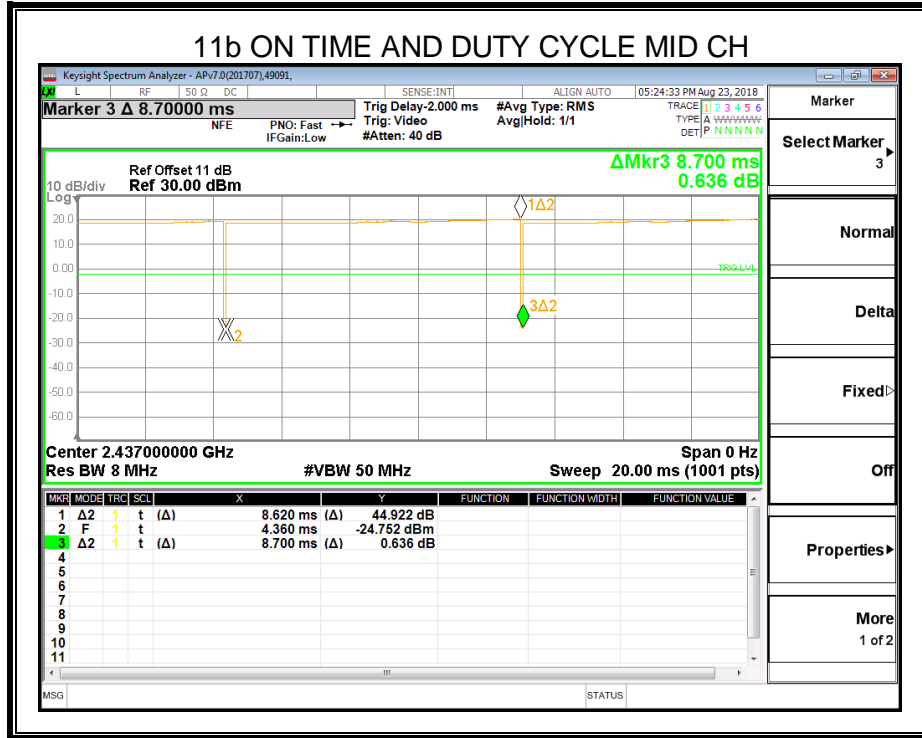 11b ON TIME AND DUTY CYCLE MID CH
Keysight Spectrum Analyzer - APv7.0(201707),49091,
LXI L RF 50 Ω DC SENSE:INT ALIGN AUTO 05:24:33 PM Aug 23, 2018
Marker 3 Δ 8.70000 ms
NFE
PNO: Fast
IFGain:Low
Trig Delay-2.000 ms
Trig: Video
#Atten: 40 dB
#Avg Type: RMS
Avg|Hold: 1/1
TRACE 1 2 3 4 5 6
TYPE A WWWWW
DET P N N N N N
ΔMkr3 8.700 ms
0.636 dB
Ref Offset 11 dB
10 dB/div Ref 30.00 dBm
Log
20.0
10.0
0.00
-10.0
-20.0
-30.0
-40.0
-50.0
-60.0
1Δ2
TRIG LVL
3Δ2
2
Center 2.437000000 GHz Span 0 Hz
Res BW 8 MHz #VBW 50 MHz Sweep 20.00 ms (1001 pts)
MKR MODE TRC SCL X Y FUNCTION FUNCTION WIDTH FUNCTION VALUE
1 Δ2 1 t (Δ) 8.620 ms (Δ) 44.922 dB
2 F 1 t 4.360 ms -24.752 dBm
3 Δ2 1 t (Δ) 8.700 ms (Δ) 0.636 dB
4
5
6
7
8
9
10
11
MSG STATUS
Marker
Select Marker
3
Normal
Delta
Fixed
Off
Properties
More
1 of 2